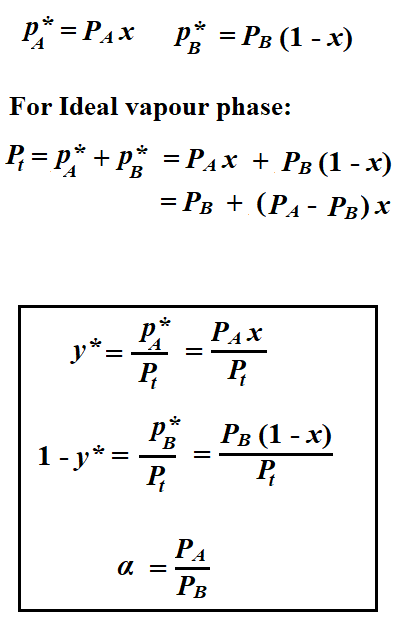 p*_A = P_A x    p*_B = P_B (1 - x)
For Ideal vapour phase:
P_t = p*_A + p*_B = P_A x + P_B (1 - x)
= P_B + (P_A - P_B) x
y* = p*_A / P_t = P_A x / P_t
1 - y* = p*_B / P_t = P_B (1 - x) / P_t
α = P_A / P_B